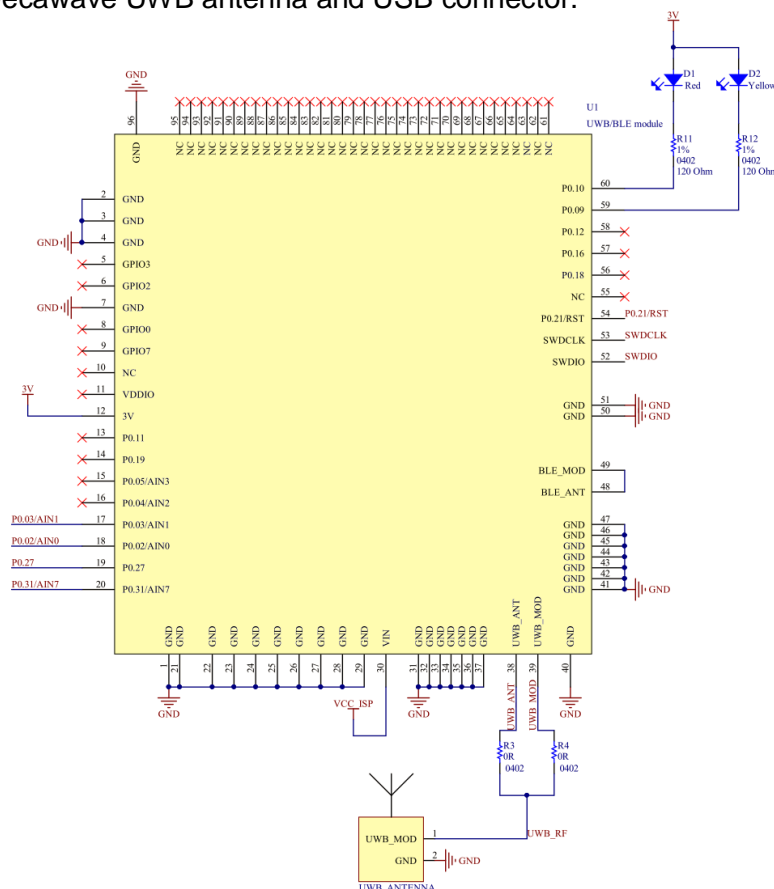 ecawave UWB antenna and USB connector.
3V
GND
D1
Red
D2
Yellow
U1
UWB/BLE module
96
95 94 93 92 91 90 89 88 87 86 85 84 83 82 81 80 79 78 77 76 75 74 73 72 71 70 69 68 67 66 65 64 63 62 61
GND
NC NC NC NC NC NC NC NC NC NC NC NC NC NC NC NC NC NC NC NC NC NC NC NC NC NC NC NC NC NC NC NC NC NC NC
R11
1%
0402
120 Ohm
R12
1%
0402
120 Ohm
P0.10 60
P0.09 59
P0.12 58
P0.16 57
P0.18 56
NC 55
P0.21/RST 54 P0.21/RST
SWDCLK 53 SWDCLK
SWDIO 52 SWDIO
GND 51 GND
GND 50 GND
BLE_MOD 49
BLE_ANT 48
GND 47
GND 46
GND 45
GND 44
GND 43
GND 42
GND 41 GND
2 GND
3 GND
GND 4 GND
5 GPIO3
6 GPIO2
GND 7 GND
8 GPIO0
9 GPIO7
10 NC
11 VDDIO
3V
12 3V
13 P0.11
14 P0.19
15 P0.05/AIN3
16 P0.04/AIN2
P0.03/AIN1 17 P0.03/AIN1
P0.02/AIN0 18 P0.02/AIN0
P0.27 19 P0.27
P0.31/AIN7 20 P0.31/AIN7
GND GND GND GND GND GND GND GND GND GND VIN GND GND GND GND GND GND GND UWB_ANT UWB_MOD GND
1 21 22 23 24 25 26 27 28 29 30 31 32 33 34 35 36 37 38 39 40
GND
VCC_ISP
GND
UWB_ANT
UWB_MOD
GND
R3
0R
0402
R4
0R
0402
UWB_MOD 1 UWB_RF
GND 2 GND
UWB_ANTENNA